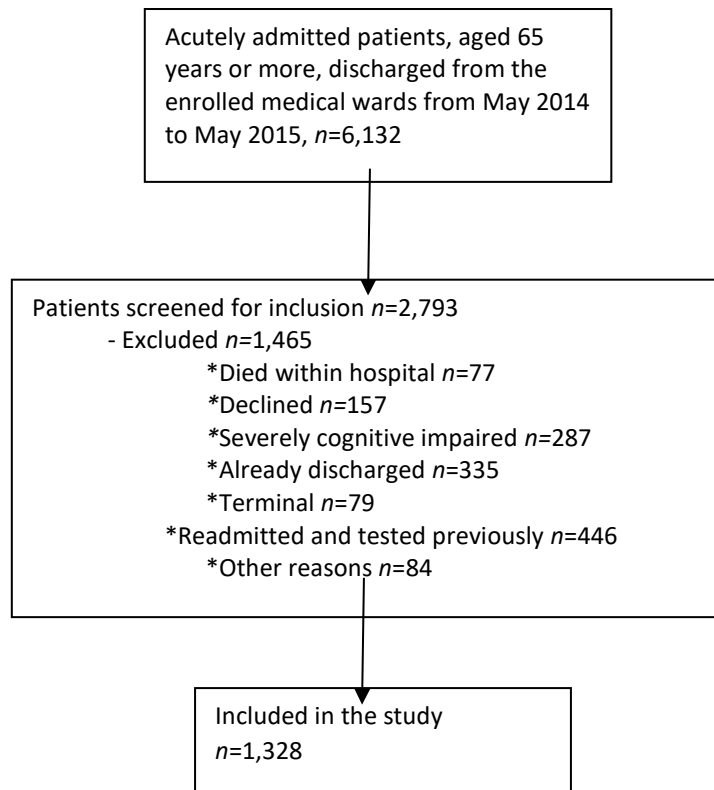 Acutely admitted patients, aged 65
years or more, discharged from the
enrolled medical wards from May 2014
to May 2015, n=6,132
Patients screened for inclusion n=2,793
- Excluded n=1,465
*Died within hospital n=77
*Declined n=157
*Severely cognitive impaired n=287
*Already discharged n=335
*Terminal n=79
*Readmitted and tested previously n=446
*Other reasons n=84
Included in the study
n=1,328